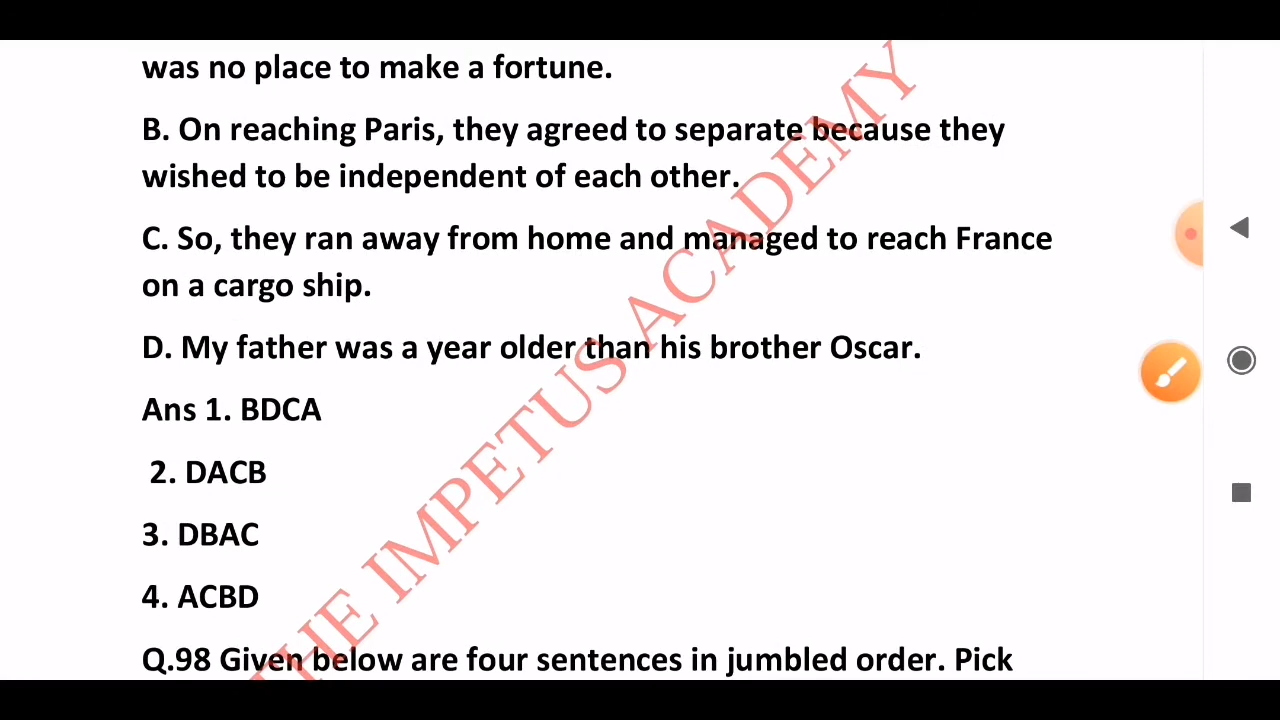 was no place to make a fortune.
B. On reaching Paris, they agreed to separate because they
wished to be independent of each other.
C. So, they ran away from home and managed to reach France
on a cargo ship.
D. My father was a year older than his brother Oscar.
Ans 1. BDCA
2. DACB
3. DBAC
4. ACBD
Q.98 Given below are four sentences in jumbled order. Pick
THE IMPETUS ACADEMY